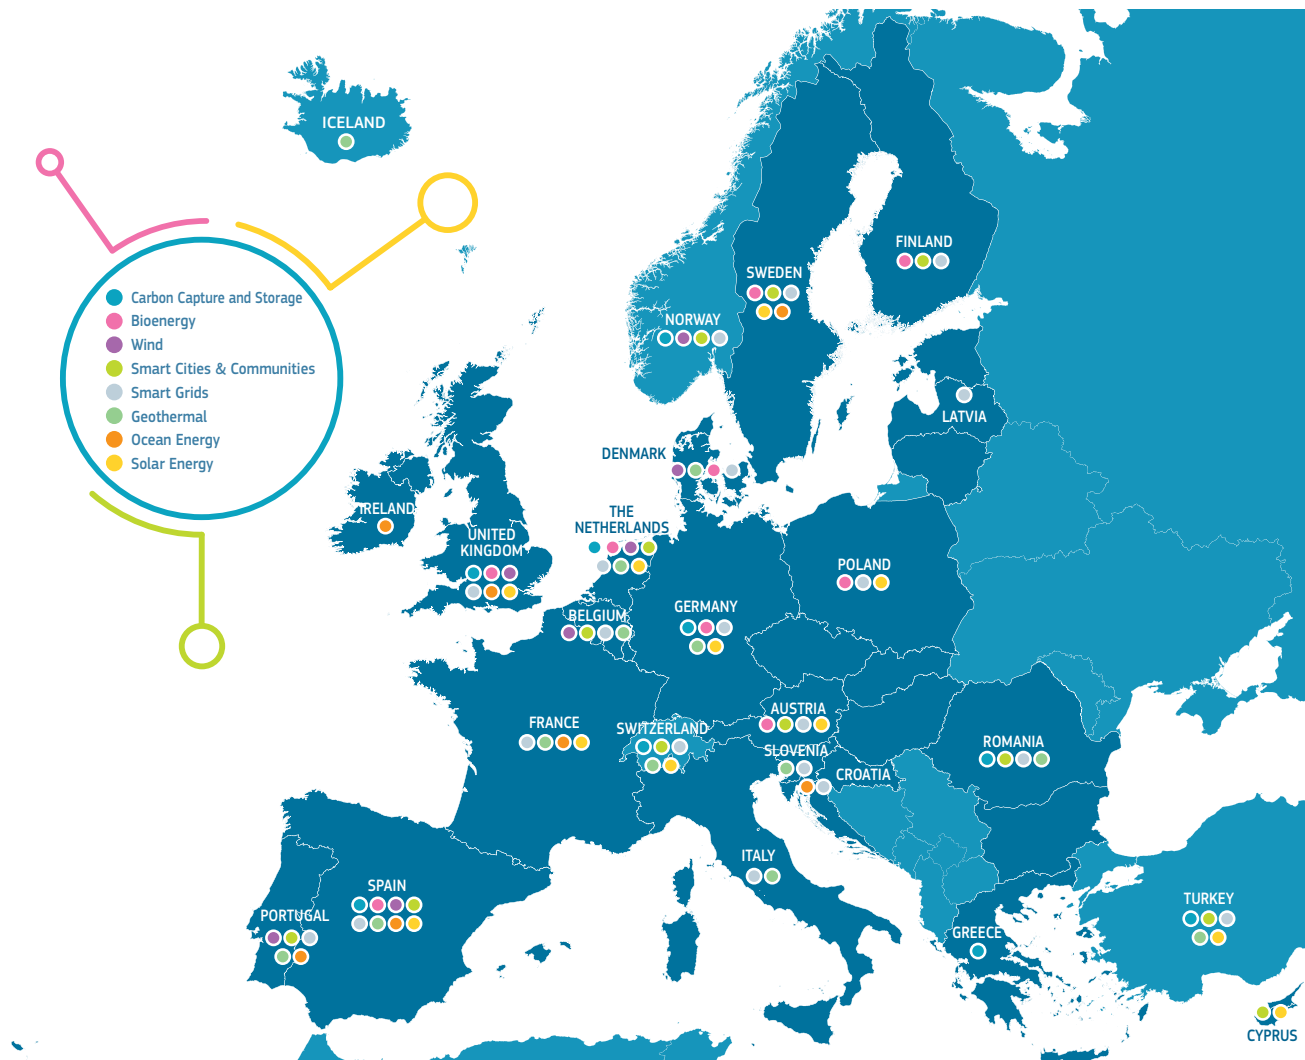 ICELAND
FINLAND
SWEDEN
Carbon Capture and Storage
Bioenergy
NORWAY
Wind
Smart Cities & Communities
Smart Grids
Geothermal
LATVIA
Ocean Energy
Solar Energy
DENMARK
IRELAND
THE
NETHERLANDS
UNITED
KINGDOM
POLAND
GERMANY
BELGIUM
AUSTRIA
FRANCE
SWITZERLAND
ROMANIA
SLOVENIA
CROATIA
ITALY
SPAIN
TURKEY
PORTUGAL
GREECE
CYPRUS